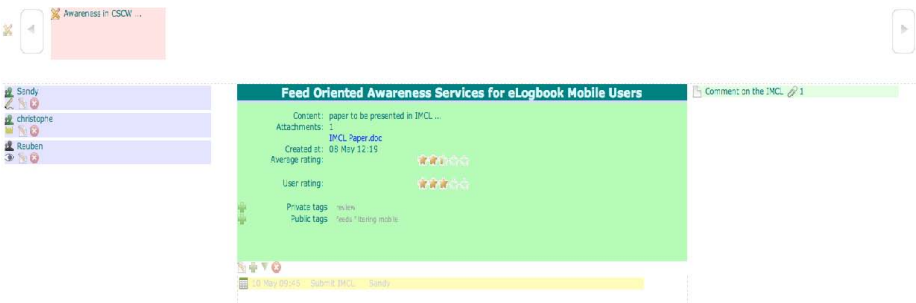 Awareness in CSCW ...
Sandy
christophe
Reuben
Feed Oriented Awareness Services for eLogbook Mobile Users
Content: paper to be presented in IMCL ...
Attachments: 1
IMCL Paper.doc
Created at: 08 May 12:19
Average rating:
User rating:
Private tags review
Public tags feeds filtering mobile
10 May 09:45 Submit IMCL Sandy
Comment on the IMCL 1